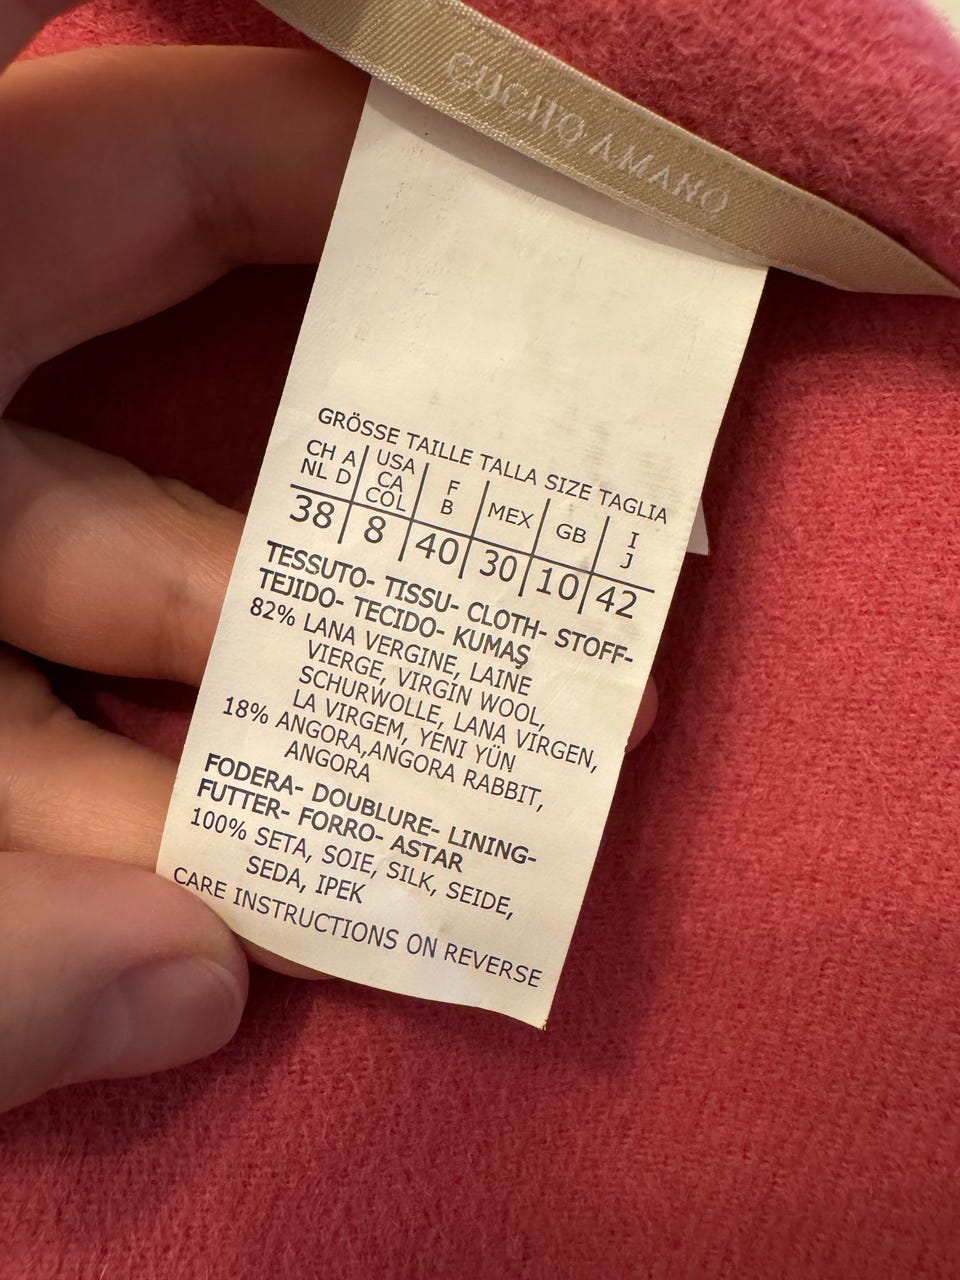 CUCITO A MANO
GRÖSSE TAILLE TALLA SIZE TAGLIA
CH A USA F MEX GB I
NL D CA B J
COL
38 8 40 30 10 42
TESSUTO- TISSU- CLOTH- STOFF-
TEJIDO- TECIDO- KUMAŞ
82% LANA VERGINE, LAINE
VIERGE, VIRGIN WOOL,
SCHURWOLLE, LANA VIRGEN,
LA VIRGEM, YENI YÜN
18% ANGORA,ANGORA RABBIT,
ANGORA
FODERA- DOUBLURE- LINING-
FUTTER- FORRO- ASTAR
100% SETA, SOIE, SILK, SEIDE,
SEDA, IPEK
CARE INSTRUCTIONS ON REVERSE